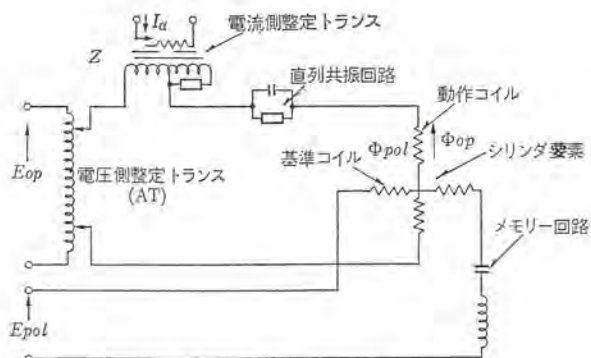 Iα
電流側整定トランス
Z
直列共振回路
動作コイル
Φpol
Φop
基準コイル
シリンダ要素
Eop
電圧側整定トランス
(AT)
メモリー回路
Epol